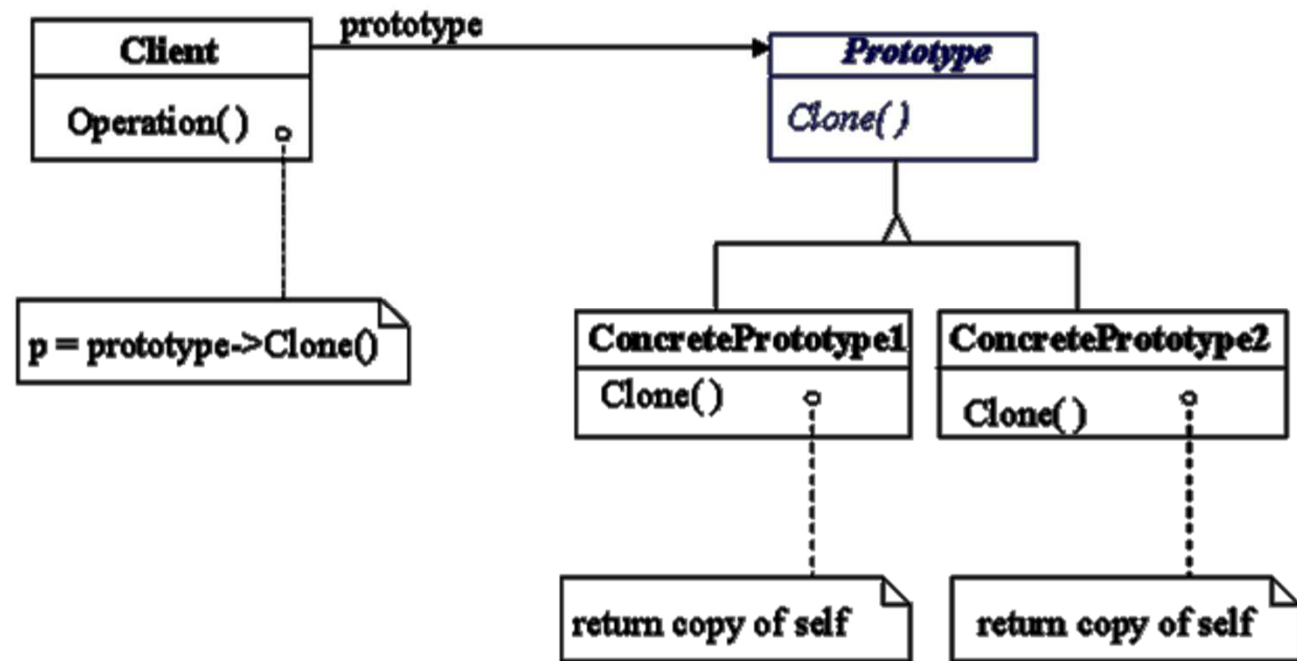 Client
Operation( )
prototype
Prototype
Clone( )
p = prototype->Clone()
ConcretePrototype1
Clone( )
ConcretePrototype2
Clone( )
return copy of self
return copy of self